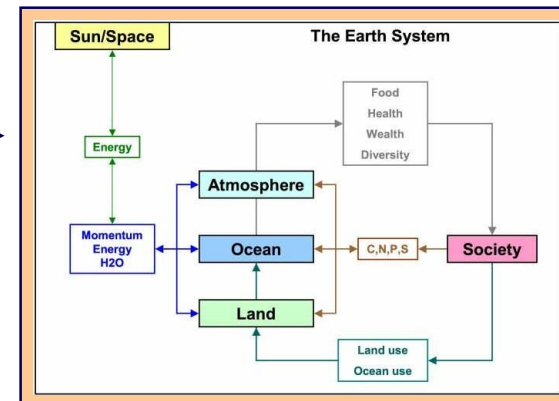 Sun/Space
The Earth System
Food
Health
Wealth
Diversity
Energy
Atmosphere
Momentum
Energy
H2O
Ocean
C,N,P,S
Society
Land
Land use
Ocean use